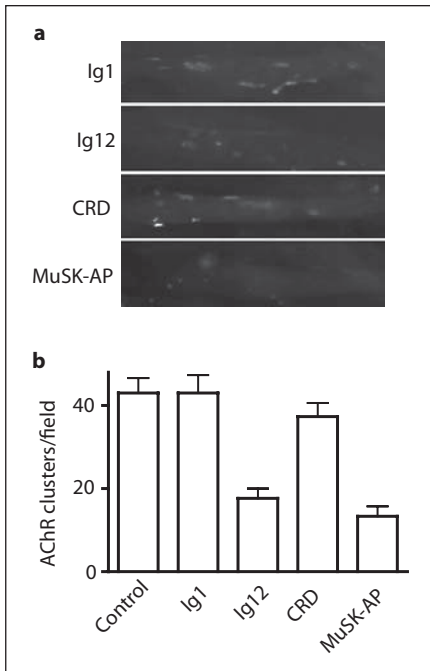 a
Ig1
Ig12
CRD
MuSK-AP
b
AChR clusters/field
40
20
0
Control
Ig1
Ig12
CRD
MuSK-AP